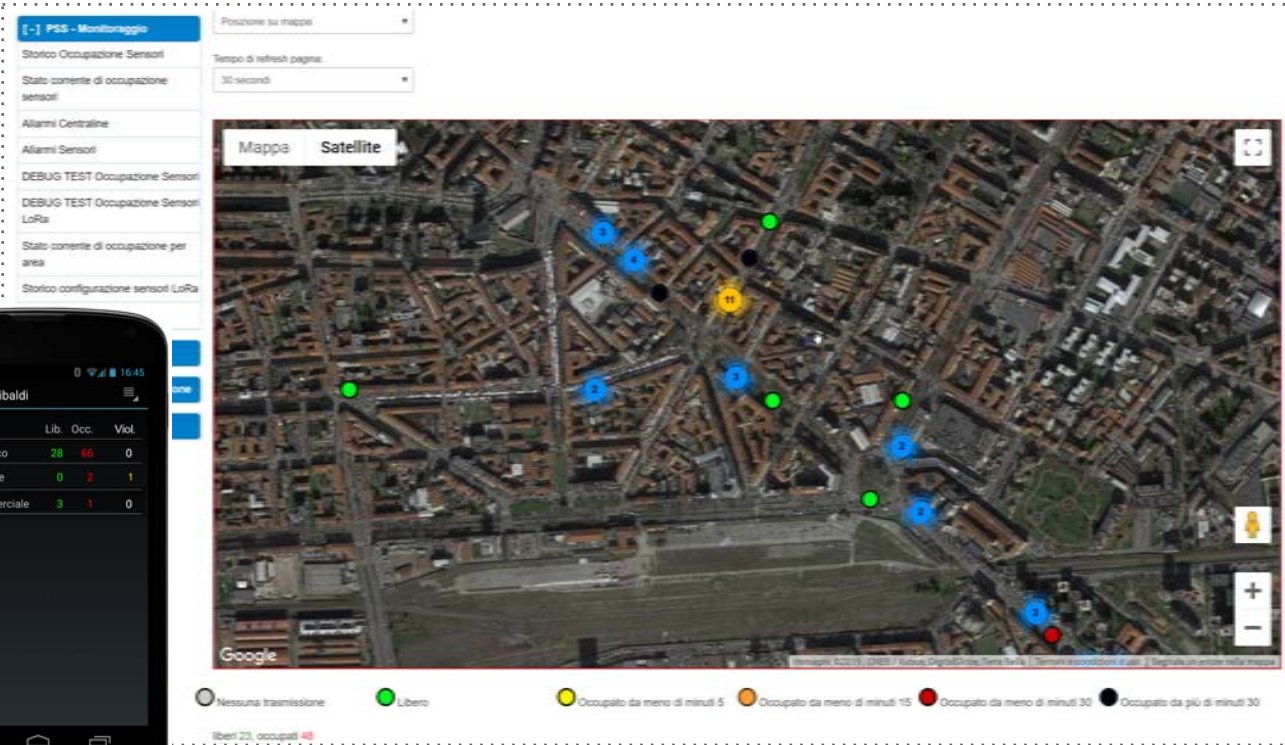 [-] PSS - Monitoraggio
Storico Occupazione Sensori
Stato corrente di occupazione
sensori
Allarmi Centraline
Allarmi Sensori
DEBUG TEST Occupazione Sensori
DEBUG TEST Occupazione Sensori
LoRa
Stato corrente di occupazione per
area
Storico configurazione sensori LoRa
Posizione su mappa
Tempo di refresh pagina:
30 secondi
Mappa Satellite
3
4
11
3
2
2
2
3
Google
16:45
ibaldi
Lib. Occ. Viol.
co 28 66 0
e 0 2 1
erciale 3 1 0
one
Nessuna trasmissione
Libero
Occupato da meno di minuti 5
Occupato da meno di minuti 15
Occupato da meno di minuti 30
Occupato da più di minuti 30
liberi 23, occupati 48